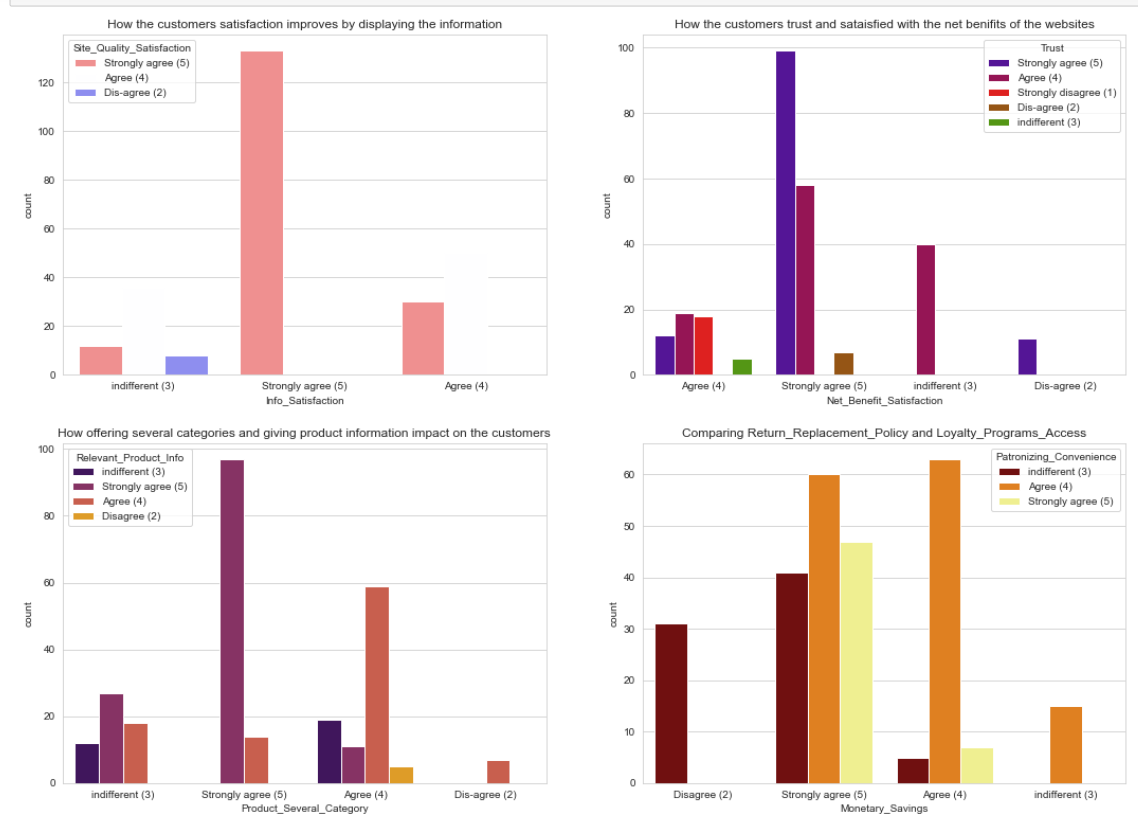 How the customers satisfaction improves by displaying the information
Site_Quality_Satisfaction
Strongly agree (5)
Agree (4)
Dis-agree (2)
count
0
20
40
60
80
100
120
indifferent (3)
Strongly agree (5)
Agree (4)
Info_Satisfaction
How the customers trust and sataisfied with the net benifits of the websites
Trust
Strongly agree (5)
Agree (4)
Strongly disagree (1)
Dis-agree (2)
indifferent (3)
count
0
20
40
60
80
100
Agree (4)
Strongly agree (5)
indifferent (3)
Dis-agree (2)
Net_Benefit_Satisfaction
How offering several categories and giving product information impact on the customers
Relevant_Product_Info
indifferent (3)
Strongly agree (5)
Agree (4)
Disagree (2)
count
0
20
40
60
80
100
indifferent (3)
Strongly agree (5)
Agree (4)
Dis-agree (2)
Product_Several_Category
Comparing Return_Replacement_Policy and Loyalty_Programs_Access
Patronizing_Convenience
indifferent (3)
Agree (4)
Strongly agree (5)
count
0
10
20
30
40
50
60
Disagree (2)
Strongly agree (5)
Agree (4)
indifferent (3)
Monetary_Savings